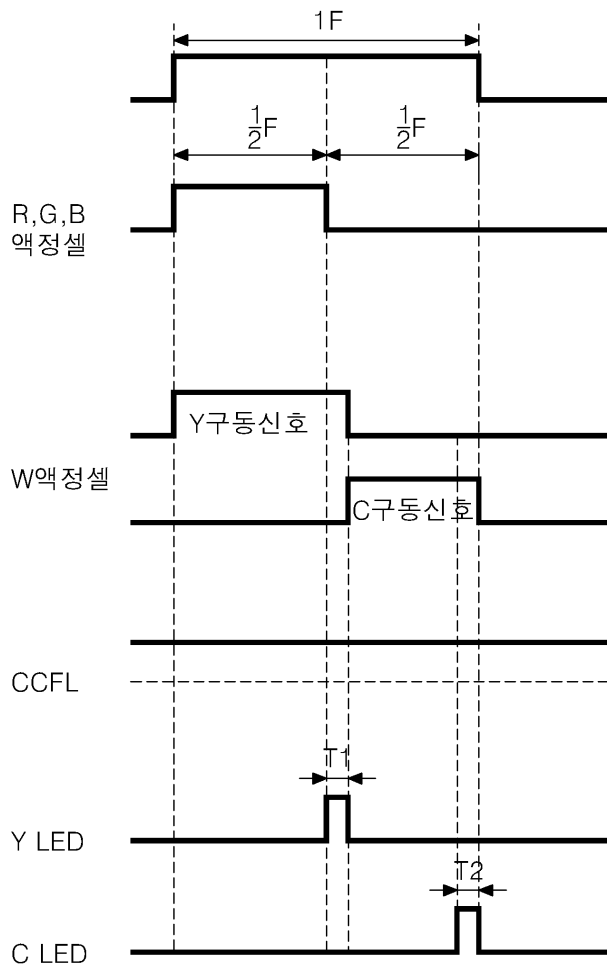 1F
1/2F 1/2F
R,G,B
액정셀
Y구동신호
W액정셀
C구동신호
CCFL
T1
Y LED
T2
C LED